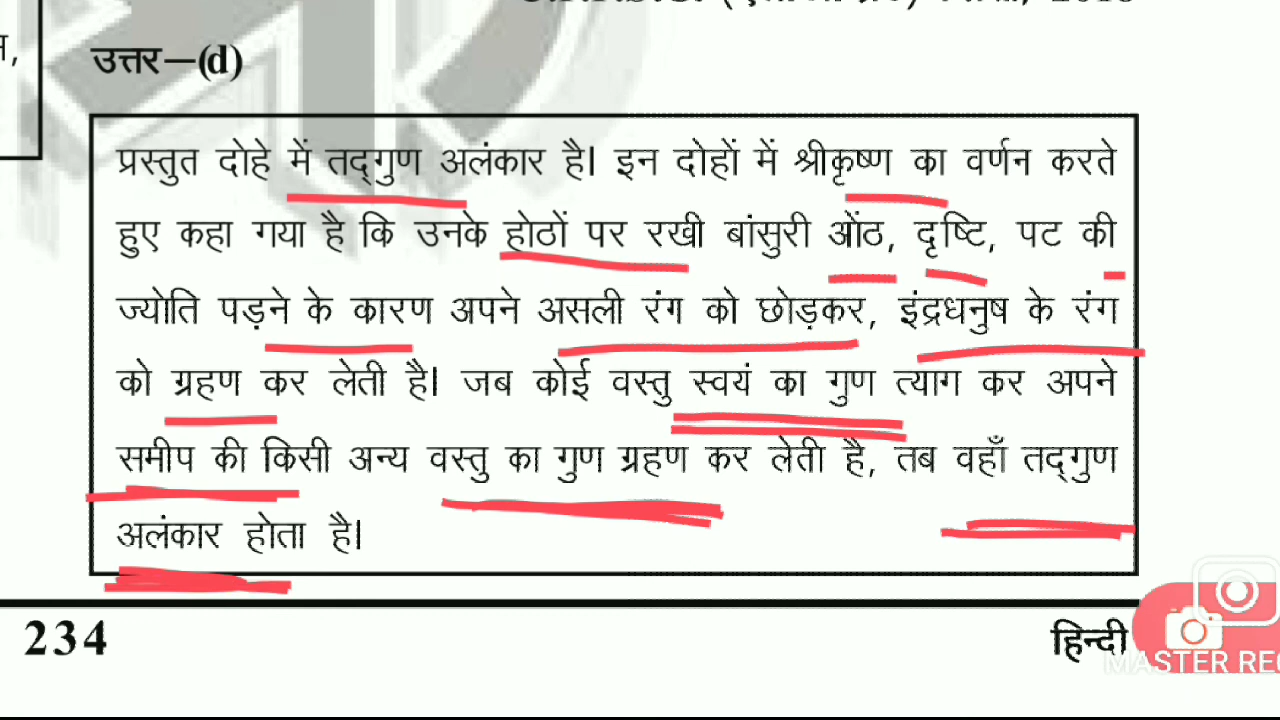 उत्तर—(d)
प्रस्तुत दोहे में तद्गुण अलंकार है। इन दोहों में श्रीकृष्ण का वर्णन करते
हुए कहा गया है कि उनके होठों पर रखी बांसुरी ओंठ, दृष्टि, पट की
ज्योति पड़ने के कारण अपने असली रंग को छोड़कर, इंद्रधनुष के रंग
को ग्रहण कर लेती है। जब कोई वस्तु स्वयं का गुण त्याग कर अपने
समीप की किसी अन्य वस्तु का गुण ग्रहण कर लेती है, तब वहाँ तद्गुण
अलंकार होता है।
234
हिन्दी
MASTER REC